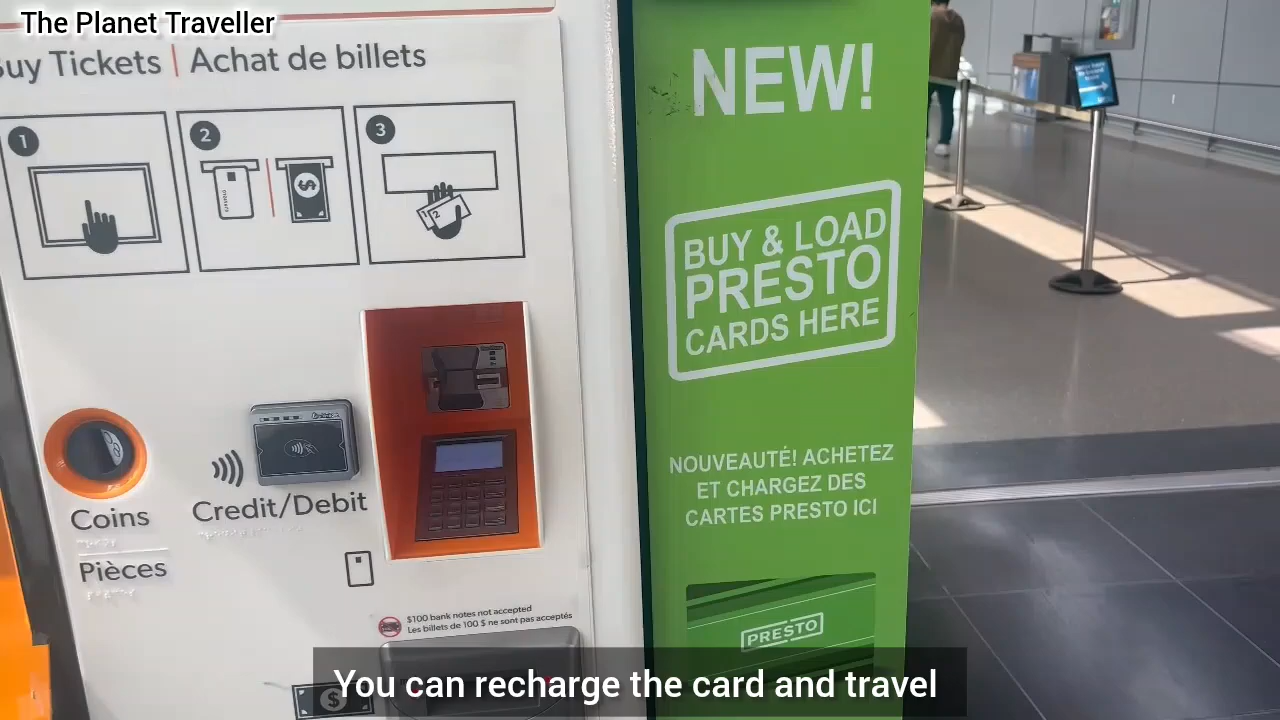 The Planet Traveller
Buy Tickets | Achat de billets
1
2
3
NEW!
BUY & LOAD
PRESTO
CARDS HERE
NOUVEAUTÉ! ACHETEZ
ET CHARGEZ DES
CARTES PRESTO ICI
Credit/Debit
Coins
Pièces
$100 bank notes not accepted
Les billets de 100 $ ne sont pas acceptés
PRESTO
You can recharge the card and travel